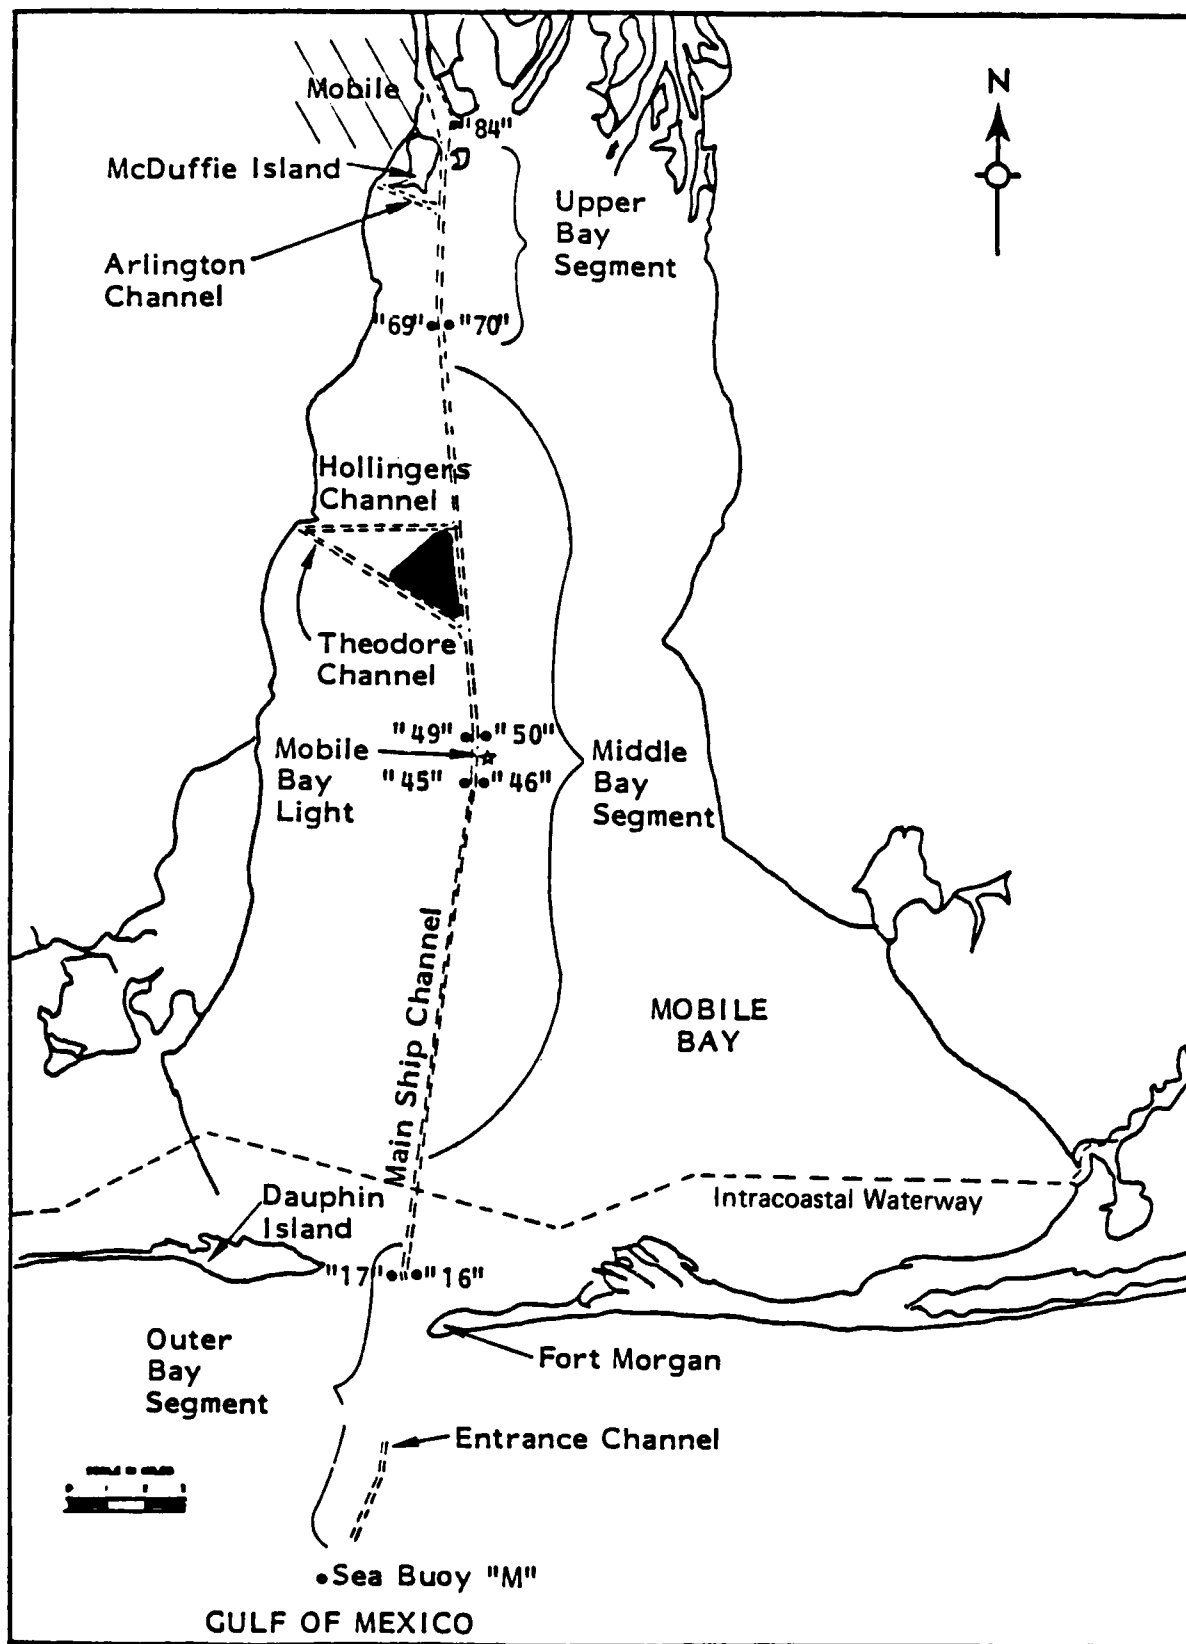 N
Mobile
"84"
McDuffie Island
Upper
Bay
Segment
Arlington
Channel
"69" "70"
Hollingers
Channel
Theodore
Channel
"49" "50"
Mobile
Bay
Light
"45" "46"
Middle
Bay
Segment
Main Ship Channel
MOBILE
BAY
Dauphin
Island
Intracoastal Waterway
"17" "16"
Outer
Bay
Segment
Fort Morgan
Entrance Channel
Sea Buoy "M"
GULF OF MEXICO